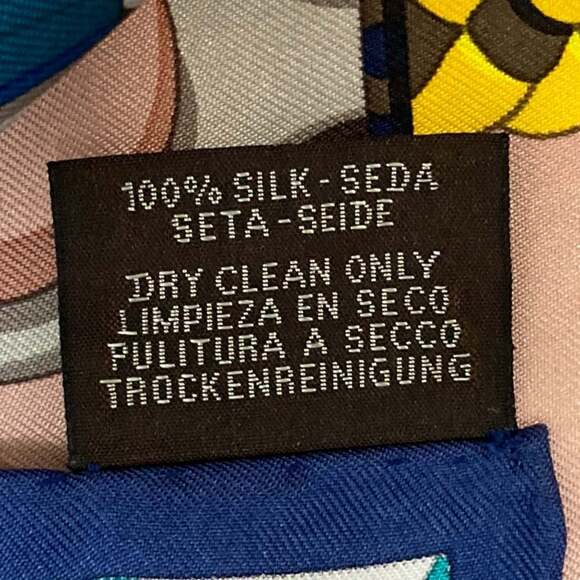 100% SILK - SEDA
SETA - SEIDE
DRY CLEAN ONLY
LIMPIEZA EN SECO
PULITURA A SECCO
TROCKENREINIGUNG